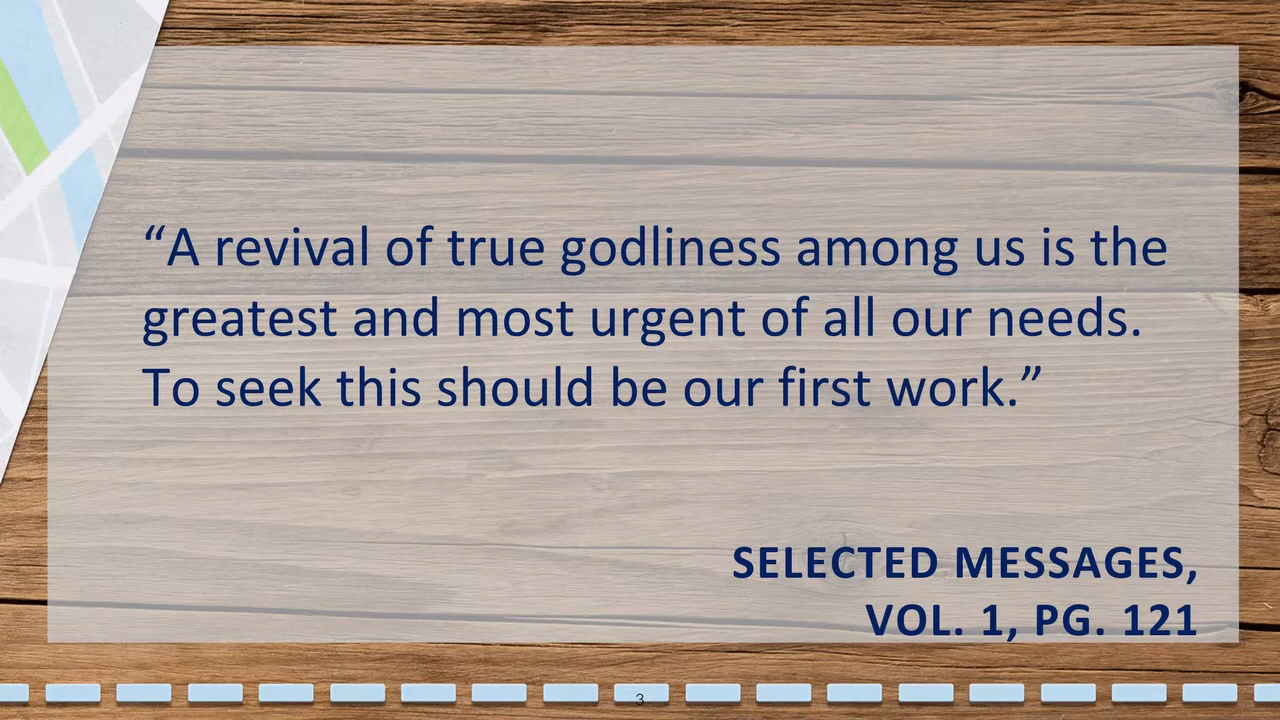 “A revival of true godliness among us is the
greatest and most urgent of all our needs.
To seek this should be our first work.”
SELECTED MESSAGES,
VOL. 1, PG. 121
3